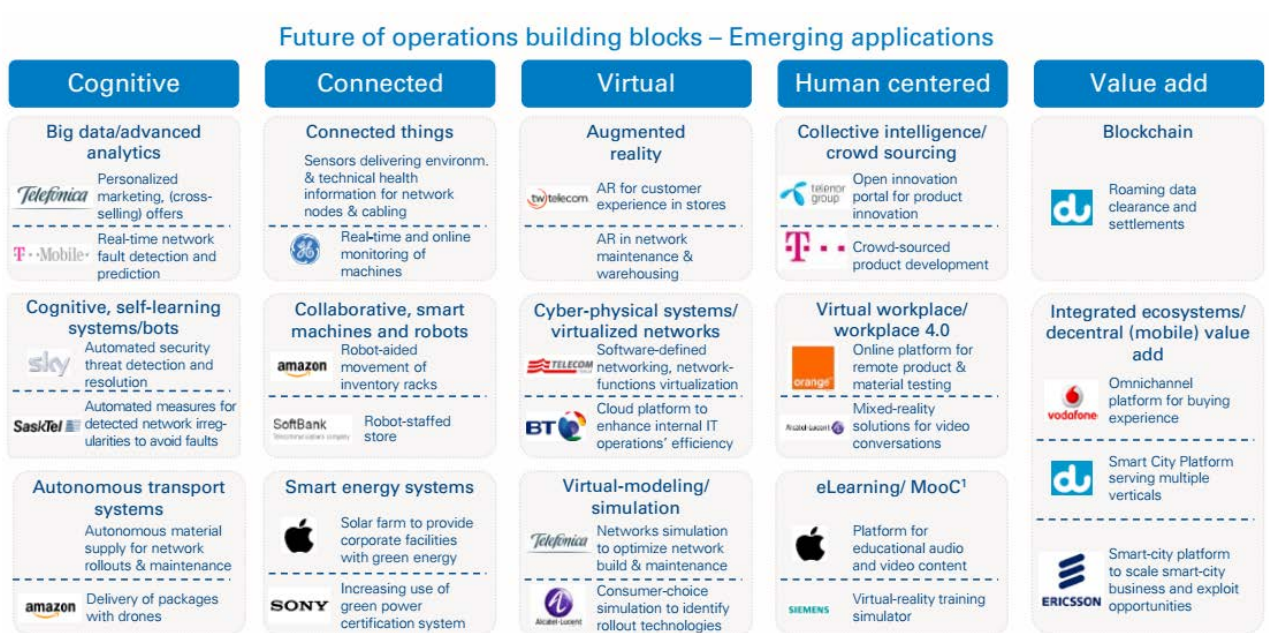 Future of operations building blocks – Emerging applications
Cognitive
Big data/advanced
analytics
Telefónica
Personalized
marketing, (cross-
selling) offers
T · · Mobile ·
Real-time network
fault detection and
prediction
Cognitive, self-learning
systems/bots
sky
Automated security
threat detection and
resolution
SaskTel
Automated measures for
detected network irreg-
ularities to avoid faults
Autonomous transport
systems
Autonomous material
supply for network
rollouts & maintenance
amazon
Delivery of packages
with drones
Connected
Connected things
Sensors delivering environm.
& technical health
information for network
nodes & cabling
Real-time and online
monitoring of
machines
Collaborative, smart
machines and robots
amazon
Robot-aided
movement of
inventory racks
SoftBank
Robot-staffed
store
Smart energy systems
Solar farm to provide
corporate facilities
with green energy
SONY
Increasing use of
green power
certification system
Virtual
Augmented
reality
tw telecom
AR for customer
experience in stores
AR in network
maintenance &
warehousing
Cyber-physical systems/
virtualized networks
TELECOM
Software-defined
networking, network-
functions virtualization
BT
Cloud platform to
enhance internal IT
operations' efficiency
Virtual-modeling/
simulation
Telefónica
Networks simulation
to optimize network
build & maintenance
Alcatel-Lucent
Consumer-choice
simulation to identify
rollout technologies
Human centered
Collective intelligence/
crowd sourcing
telenor
group
Open innovation
portal for product
innovation
T · · ·
Crowd-sourced
product development
Virtual workplace/
workplace 4.0
orange
Online platform for
remote product &
material testing
Alcatel-Lucent
Mixed-reality
solutions for video
conversations
eLearning/ MooC¹
Platform for
educational audio
and video content
SIEMENS
Virtual-reality training
simulator
Value add
Blockchain
du
Roaming data
clearance and
settlements
Integrated ecosystems/
decentral (mobile) value
add
vodafone
Omnichannel
platform for buying
experience
du
Smart City Platform
serving multiple
verticals
ERICSSON
Smart-city platform
to scale smart-city
business and exploit
opportunities